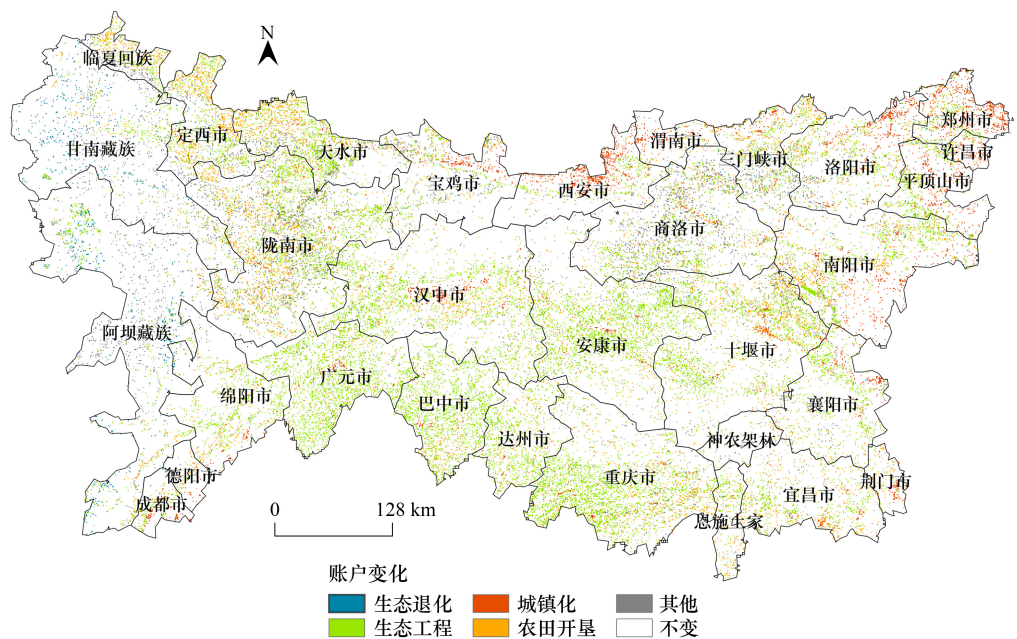 N
临夏回族
郑州市
定西市
渭南市
甘南藏族
天水市
许昌市
三门峡市
洛阳市
宝鸡市
西安市
平顶山市
商洛市
陇南市
南阳市
汉中市
阿坝藏族
安康市
十堰市
广元市
绵阳市
巴中市
襄阳市
达州市
神农架林
德阳市
重庆市
荆门市
成都市
宜昌市
恩施土家
0 128 km
账户变化
生态退化 城镇化 其他
生态工程 农田开垦 不变